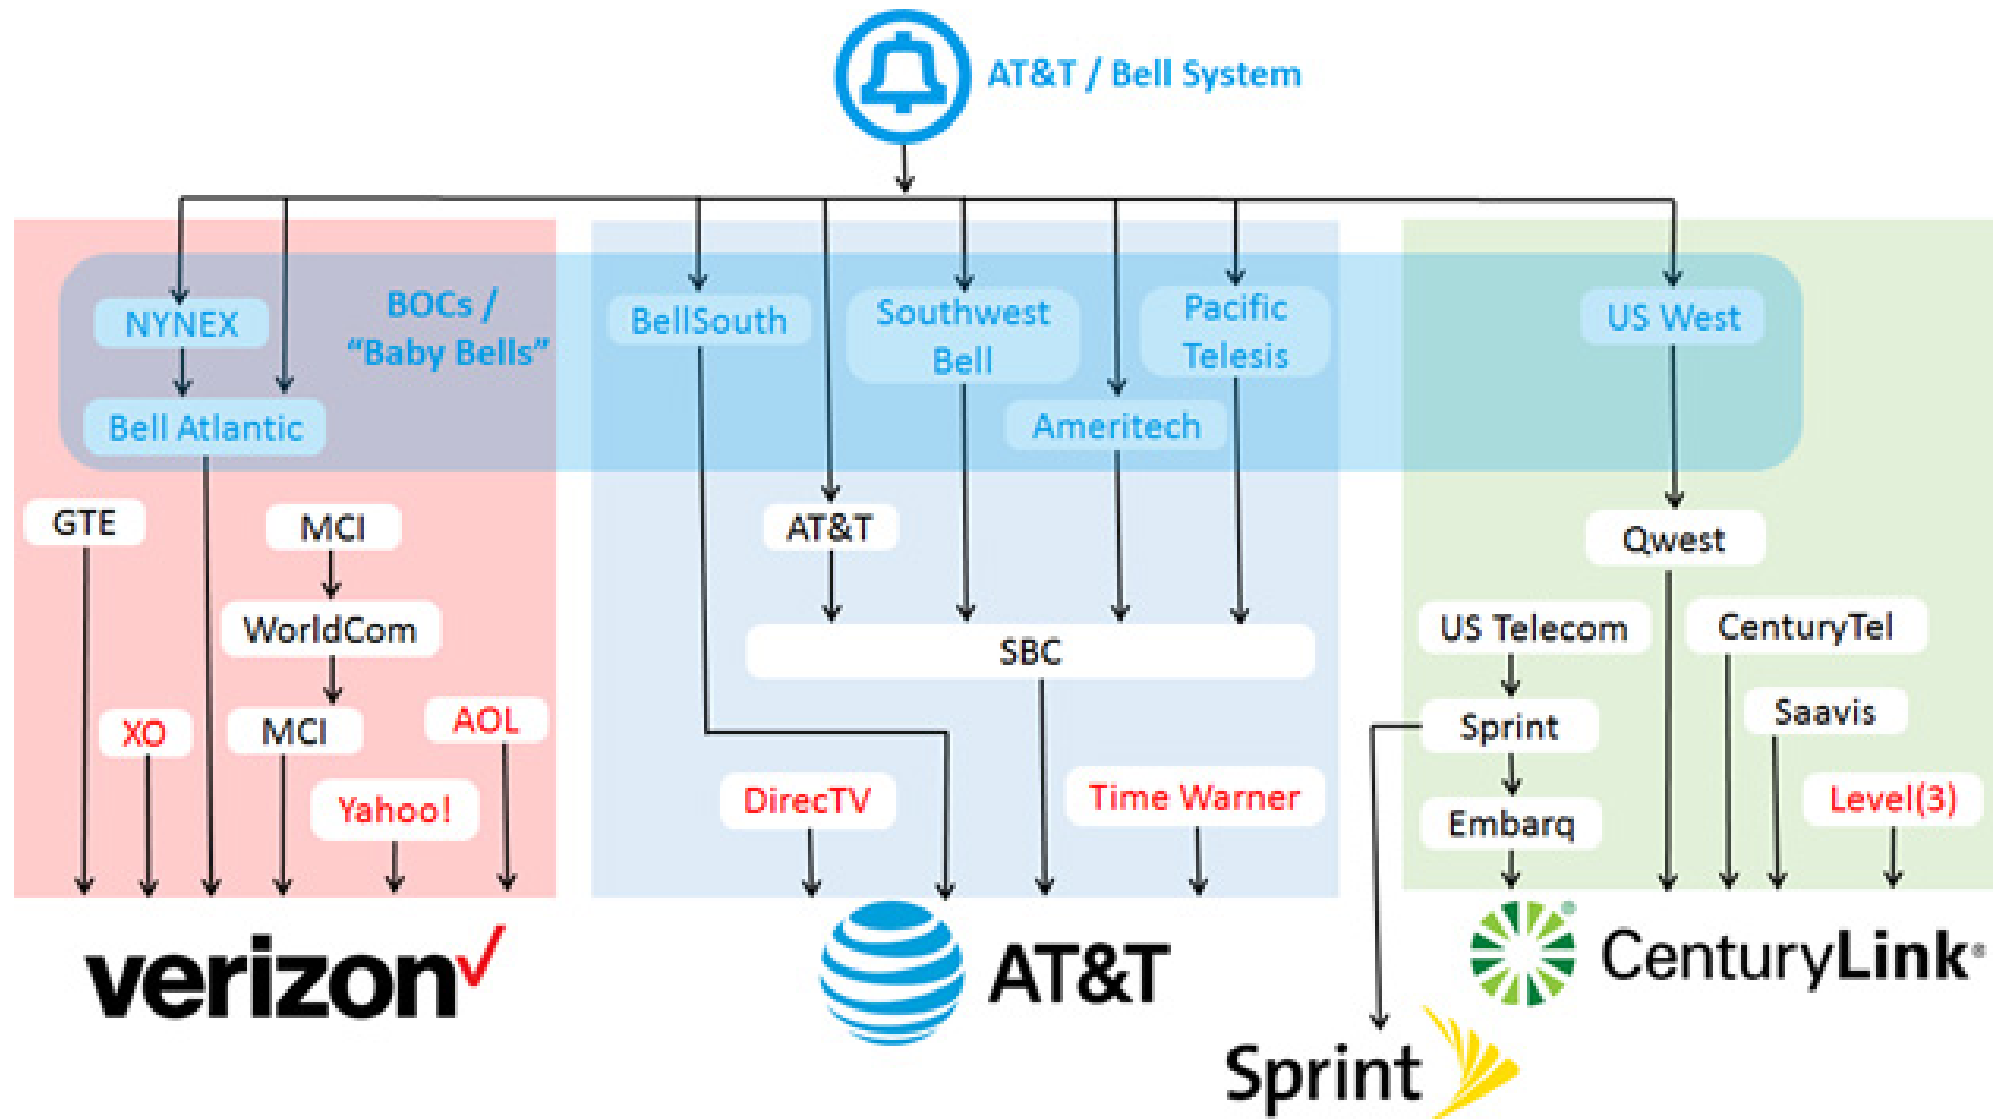 AT&T / Bell System
NYNEX
BOCs /
“Baby Bells”
BellSouth
Southwest
Bell
Pacific
Telesis
US West
Bell Atlantic
Ameritech
GTE
MCI
AT&T
Qwest
WorldCom
SBC
US Telecom
CenturyTel
XO
MCI
AOL
Sprint
Saavis
Yahoo!
DirecTV
Time Warner
Embarq
Level(3)
verizon
AT&T
CenturyLink®
Sprint